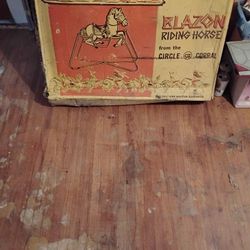 BLAZON
RIDING HORSE
from the
CIRCLE CORRAL